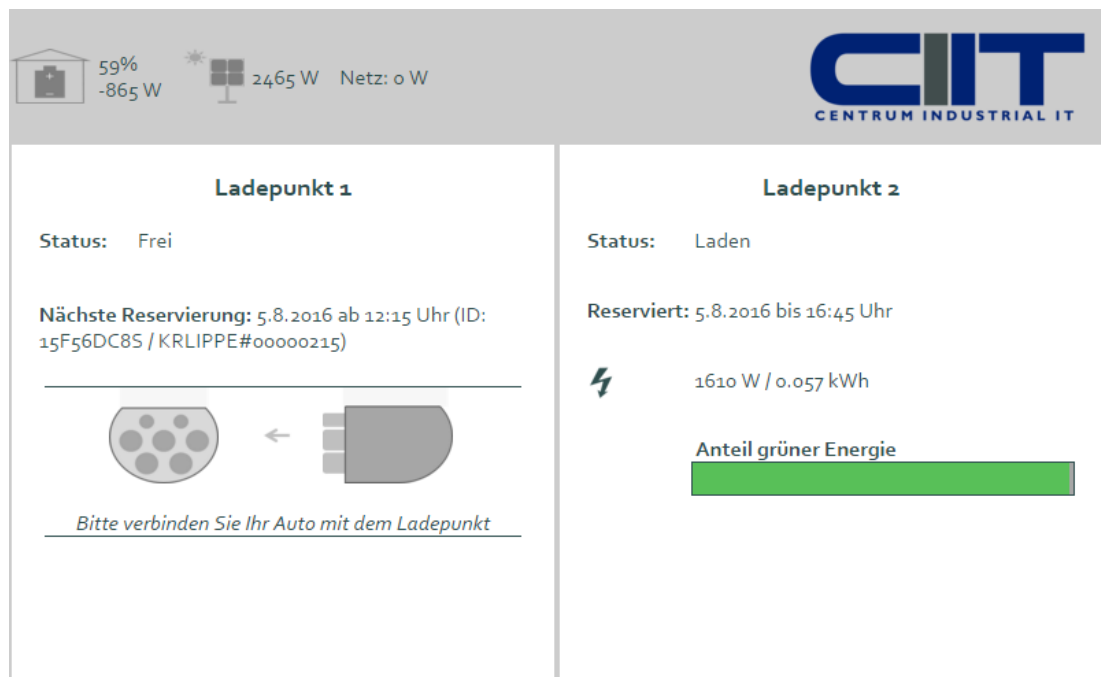 59%
-865 W
2465 W Netz: 0 W
CIIT
CENTRUM INDUSTRIAL IT
Ladepunkt 1
Status: Frei
Nächste Reservierung: 5.8.2016 ab 12:15 Uhr (ID:
15F56DC8S / KRLIPPE#00000215)
Bitte verbinden Sie Ihr Auto mit dem Ladepunkt
Ladepunkt 2
Status: Laden
Reserviert: 5.8.2016 bis 16:45 Uhr
1610 W / 0.057 kWh
Anteil grüner Energie